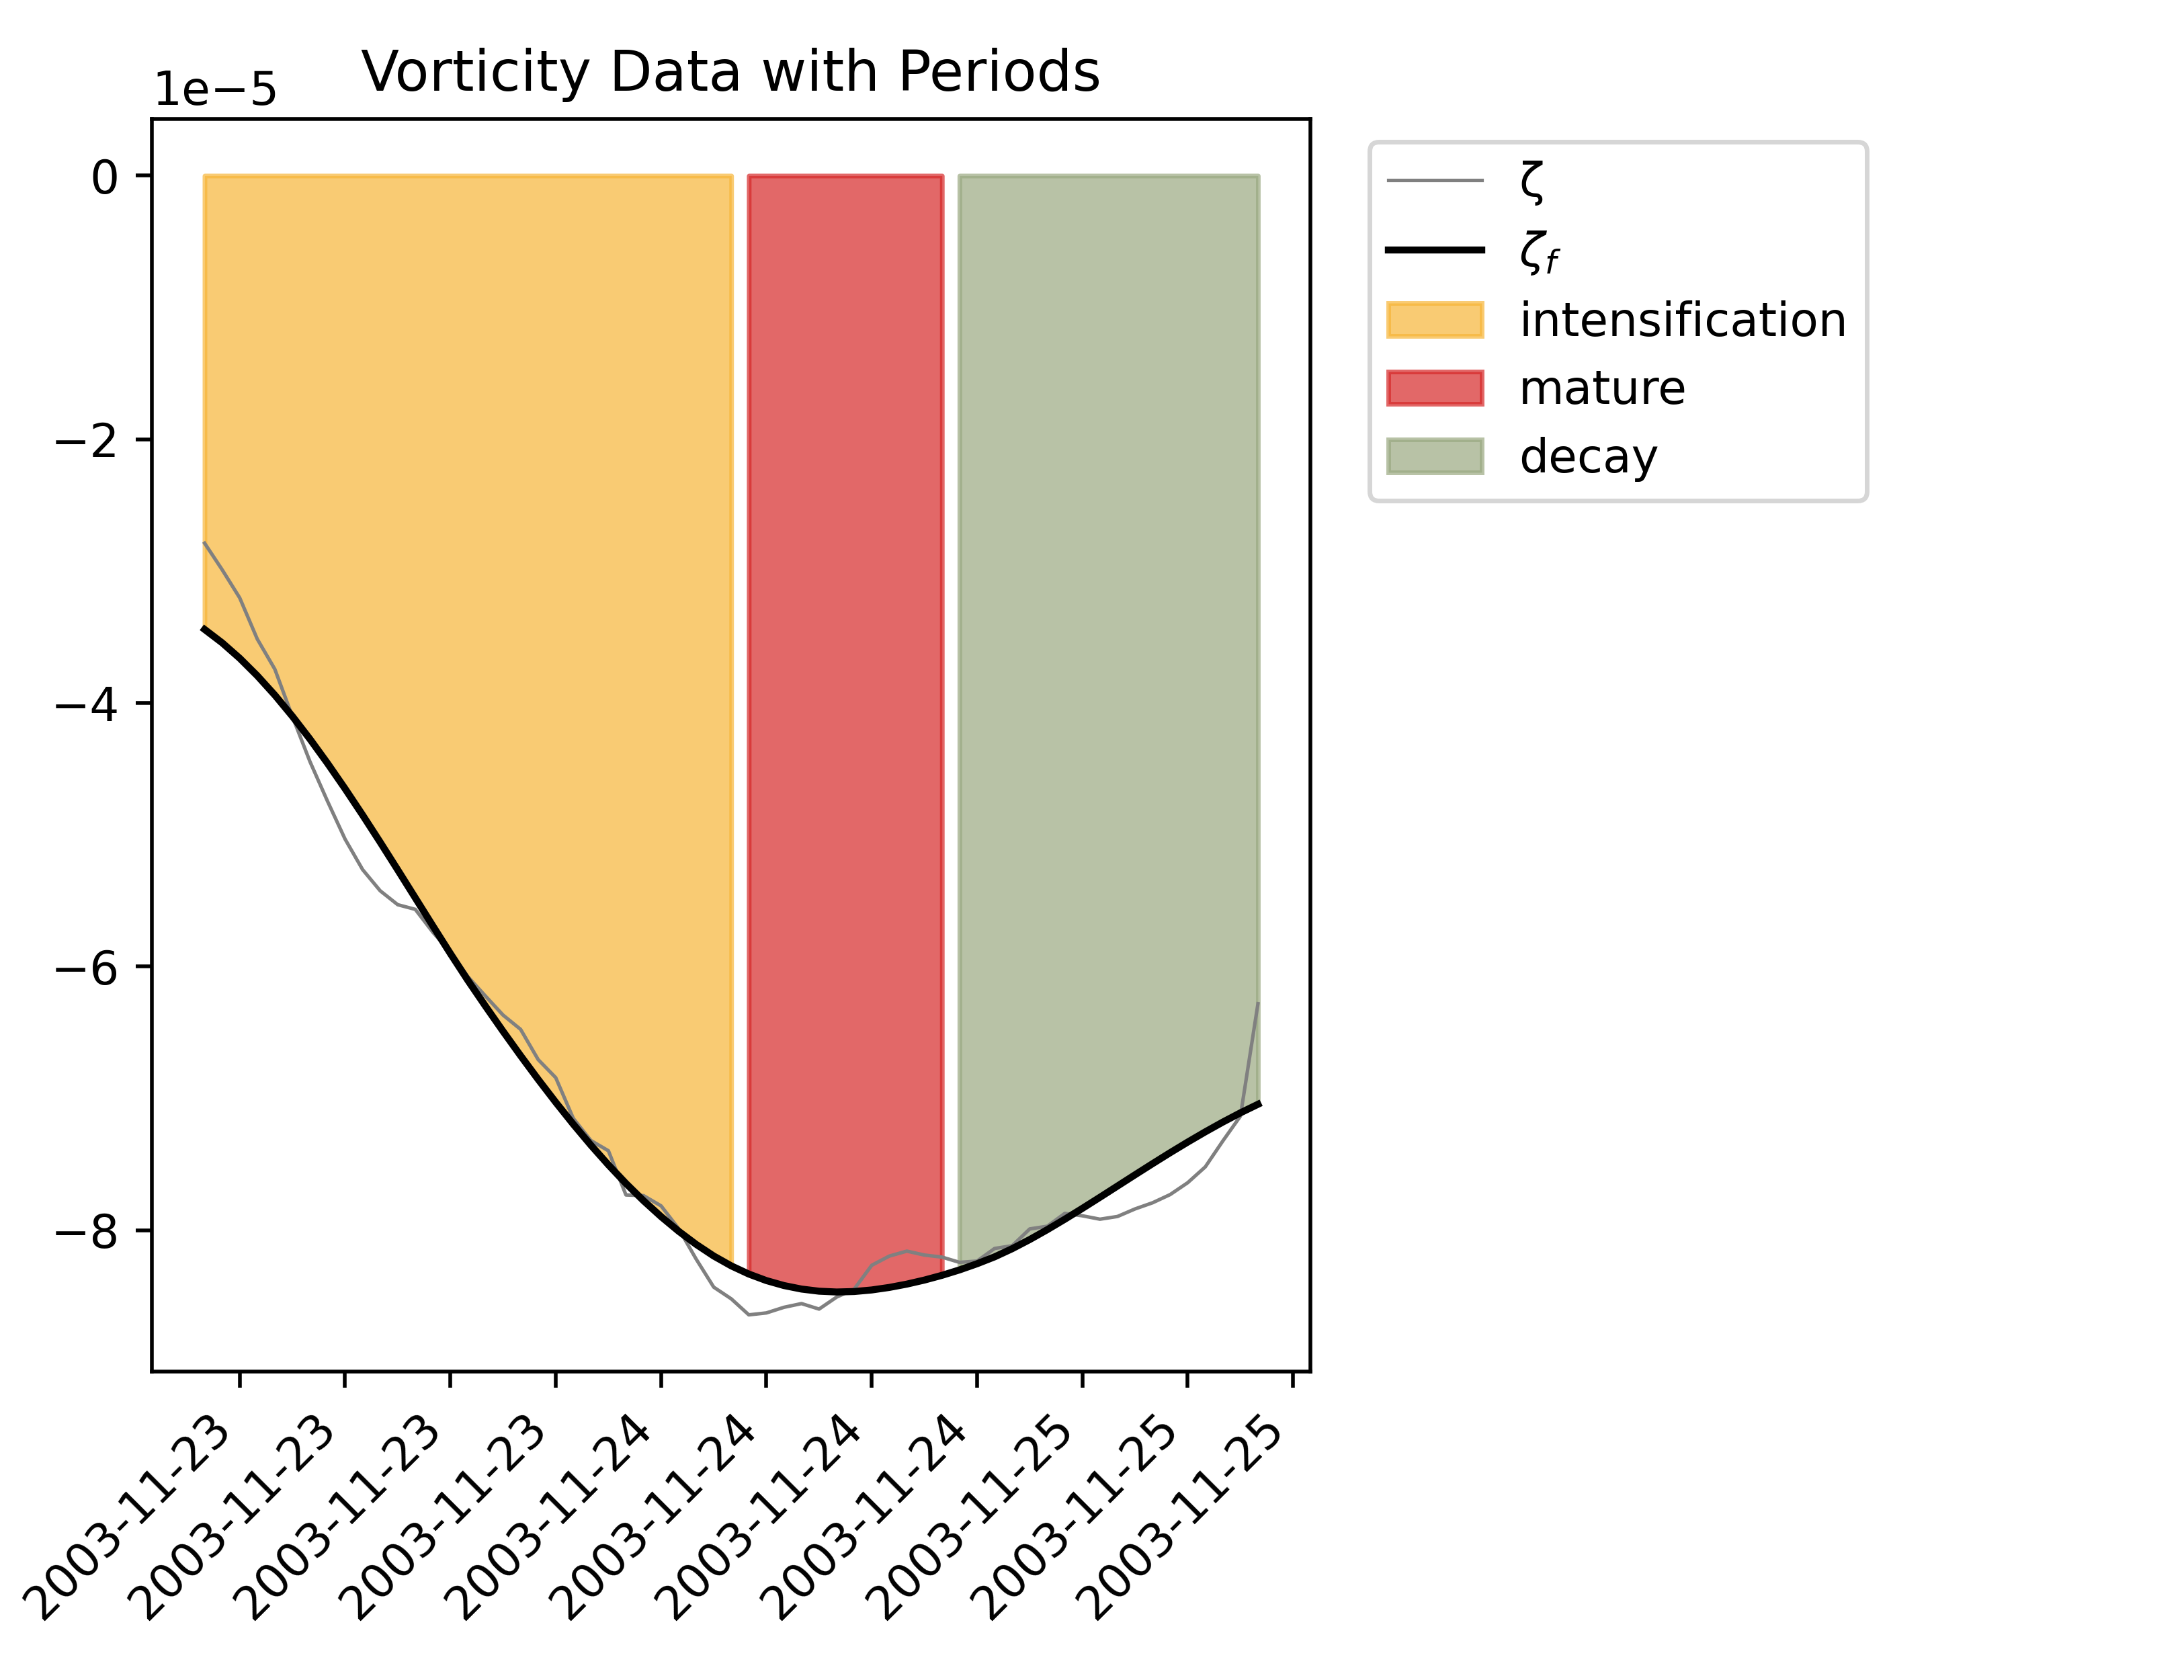 Vorticity Data with Periods
1e−5
0
−2
−4
−6
−8
2003-11-23
2003-11-23
2003-11-23
2003-11-23
2003-11-24
2003-11-24
2003-11-24
2003-11-24
2003-11-25
2003-11-25
2003-11-25
ζ
ζf
intensification
mature
decay